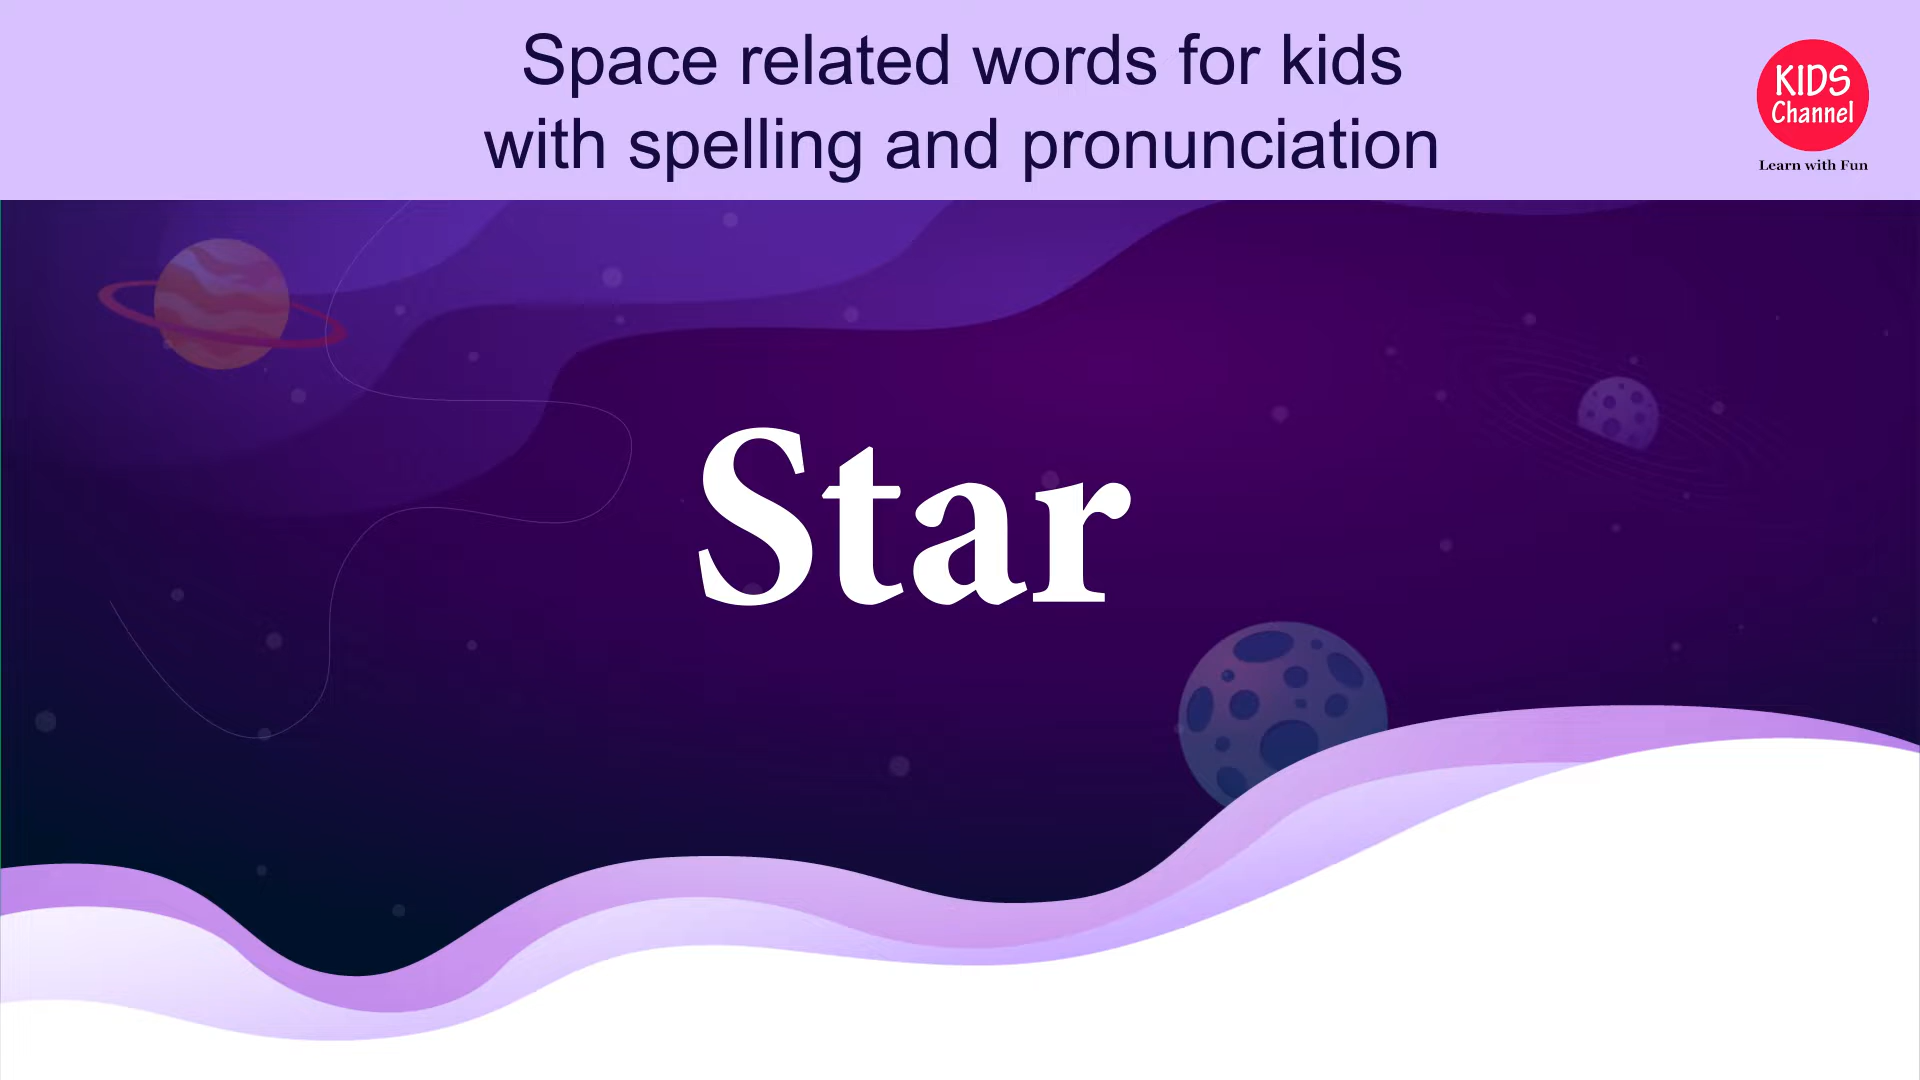 Space related words for kids
with spelling and pronunciation
KIDS
Channel
Learn with Fun
Star